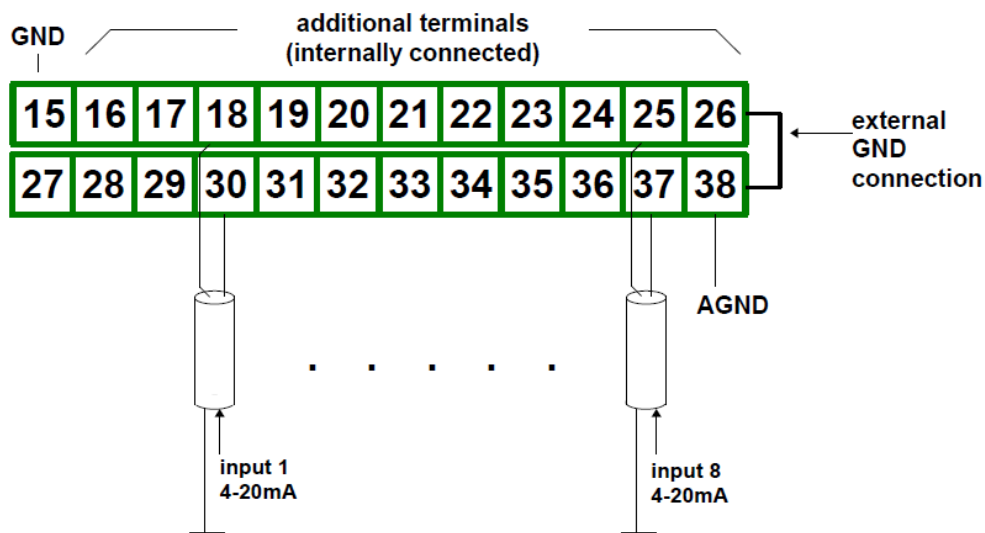 additional terminals
(internally connected)
GND
15 16 17 18 19 20 21 22 23 24 25 26
27 28 29 30 31 32 33 34 35 36 37 38
external
GND
connection
AGND
input 1
4-20mA
input 8
4-20mA